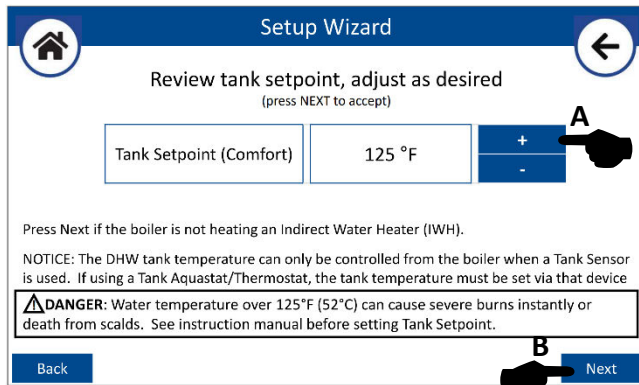 Setup Wizard
Review tank setpoint, adjust as desired
(press NEXT to accept)
A
Tank Setpoint (Comfort)
125 °F
+
-
Press Next if the boiler is not heating an Indirect Water Heater (IWH).
NOTICE: The DHW tank temperature can only be controlled from the boiler when a Tank Sensor
is used. If using a Tank Aquastat/Thermostat, the tank temperature must be set via that device
⚠DANGER: Water temperature over 125°F (52°C) can cause severe burns instantly or
death from scalds. See instruction manual before setting Tank Setpoint.
B
Back
Next